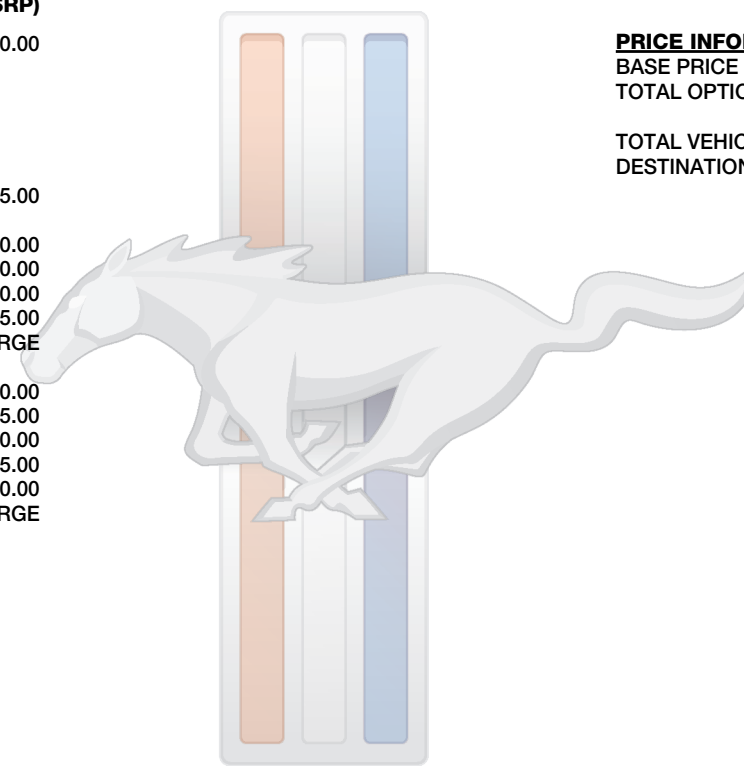 SRP)
0.00
5.00
0.00
0.00
0.00
5.00
RGE
0.00
5.00
0.00
5.00
0.00
RGE
PRICE INFO
BASE PRICE
TOTAL OPTIO
TOTAL VEHIC
DESTINATION